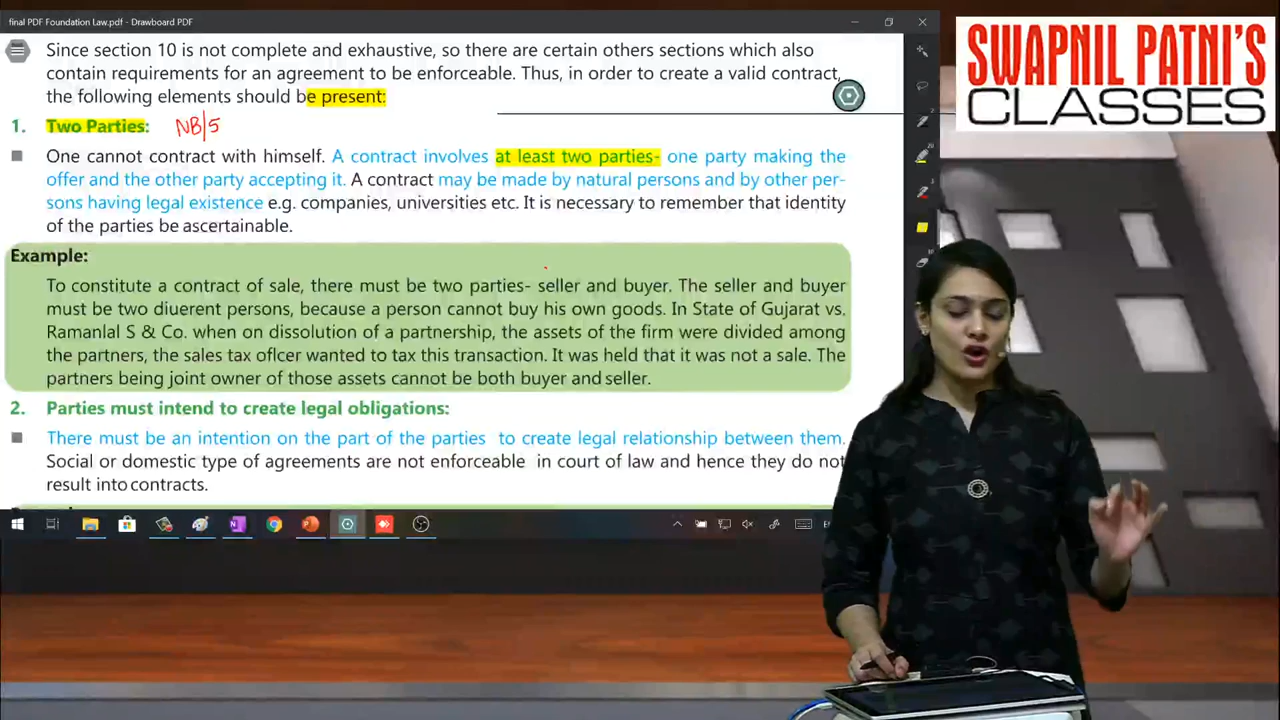 final PDF Foundation Law.pdf - Drawboard PDF
SWAPNIL PATNI'S
CLASSES
Since section 10 is not complete and exhaustive, so there are certain others sections which also
contain requirements for an agreement to be enforceable. Thus, in order to create a valid contract,
the following elements should be present:
1. Two Parties: NB/5
One cannot contract with himself. A contract involves at least two parties- one party making the
offer and the other party accepting it. A contract may be made by natural persons and by other per-
sons having legal existence e.g. companies, universities etc. It is necessary to remember that identity
of the parties be ascertainable.
Example:
To constitute a contract of sale, there must be two parties- seller and buyer. The seller and buyer
must be two diuerent persons, because a person cannot buy his own goods. In State of Gujarat vs.
Ramanlal S & Co. when on dissolution of a partnership, the assets of the firm were divided among
the partners, the sales tax oflcer wanted to tax this transaction. It was held that it was not a sale. The
partners being joint owner of those assets cannot be both buyer and seller.
2. Parties must intend to create legal obligations:
There must be an intention on the part of the parties to create legal relationship between them.
Social or domestic type of agreements are not enforceable in court of law and hence they do not
result into contracts.